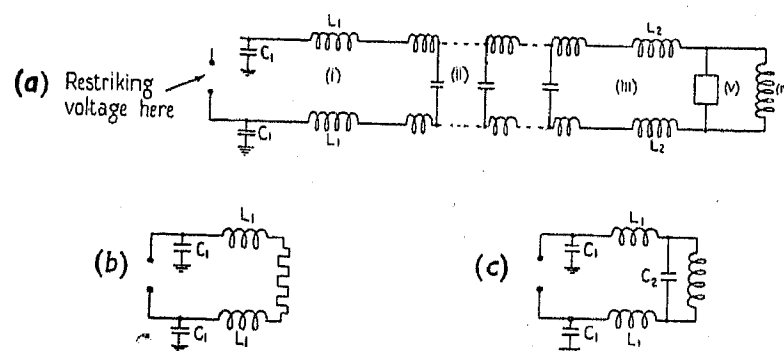 L₁
L₂
C₁
(a) Restriking voltage here
(i)
(ii)
(iii)
(v)
C₁
L₁
L₂
(b)
L₁
C₁
C₁
L₁
(c)
L₁
C₁
C₂
C₁
L₁